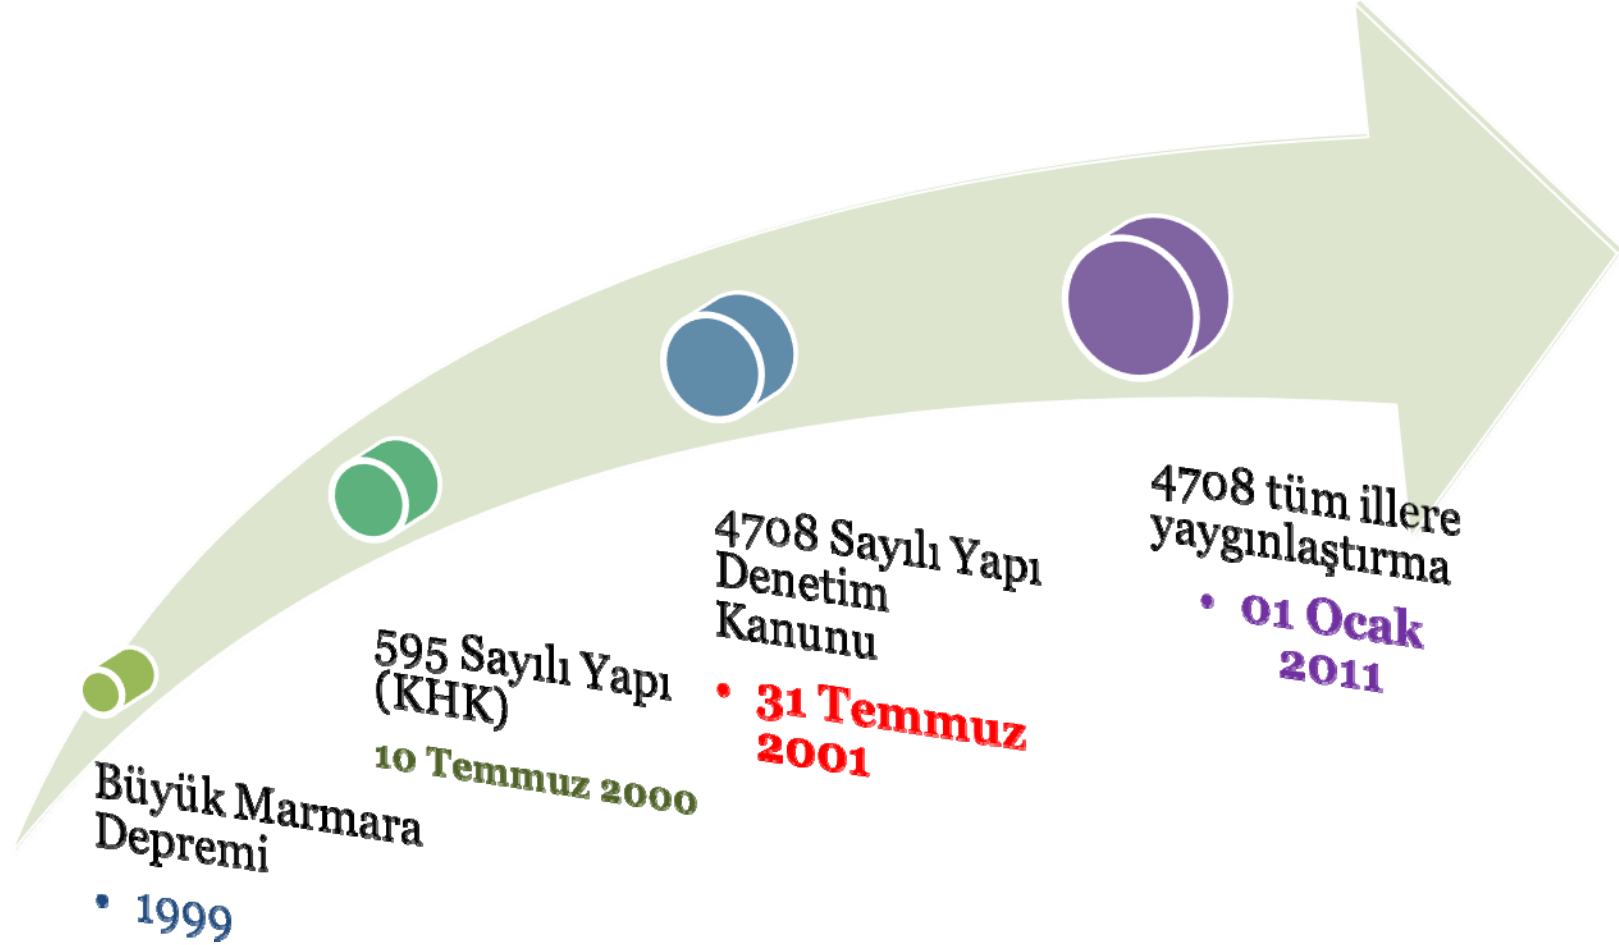 Büyük Marmara
Depremi
• 1999
595 Sayılı Yapı
(KHK)
10 Temmuz 2000
4708 Sayılı Yapı
Denetim
Kanunu
• 31 Temmuz
2001
4708 tüm illere
yaygınlaştırma
• 01 Ocak
2011